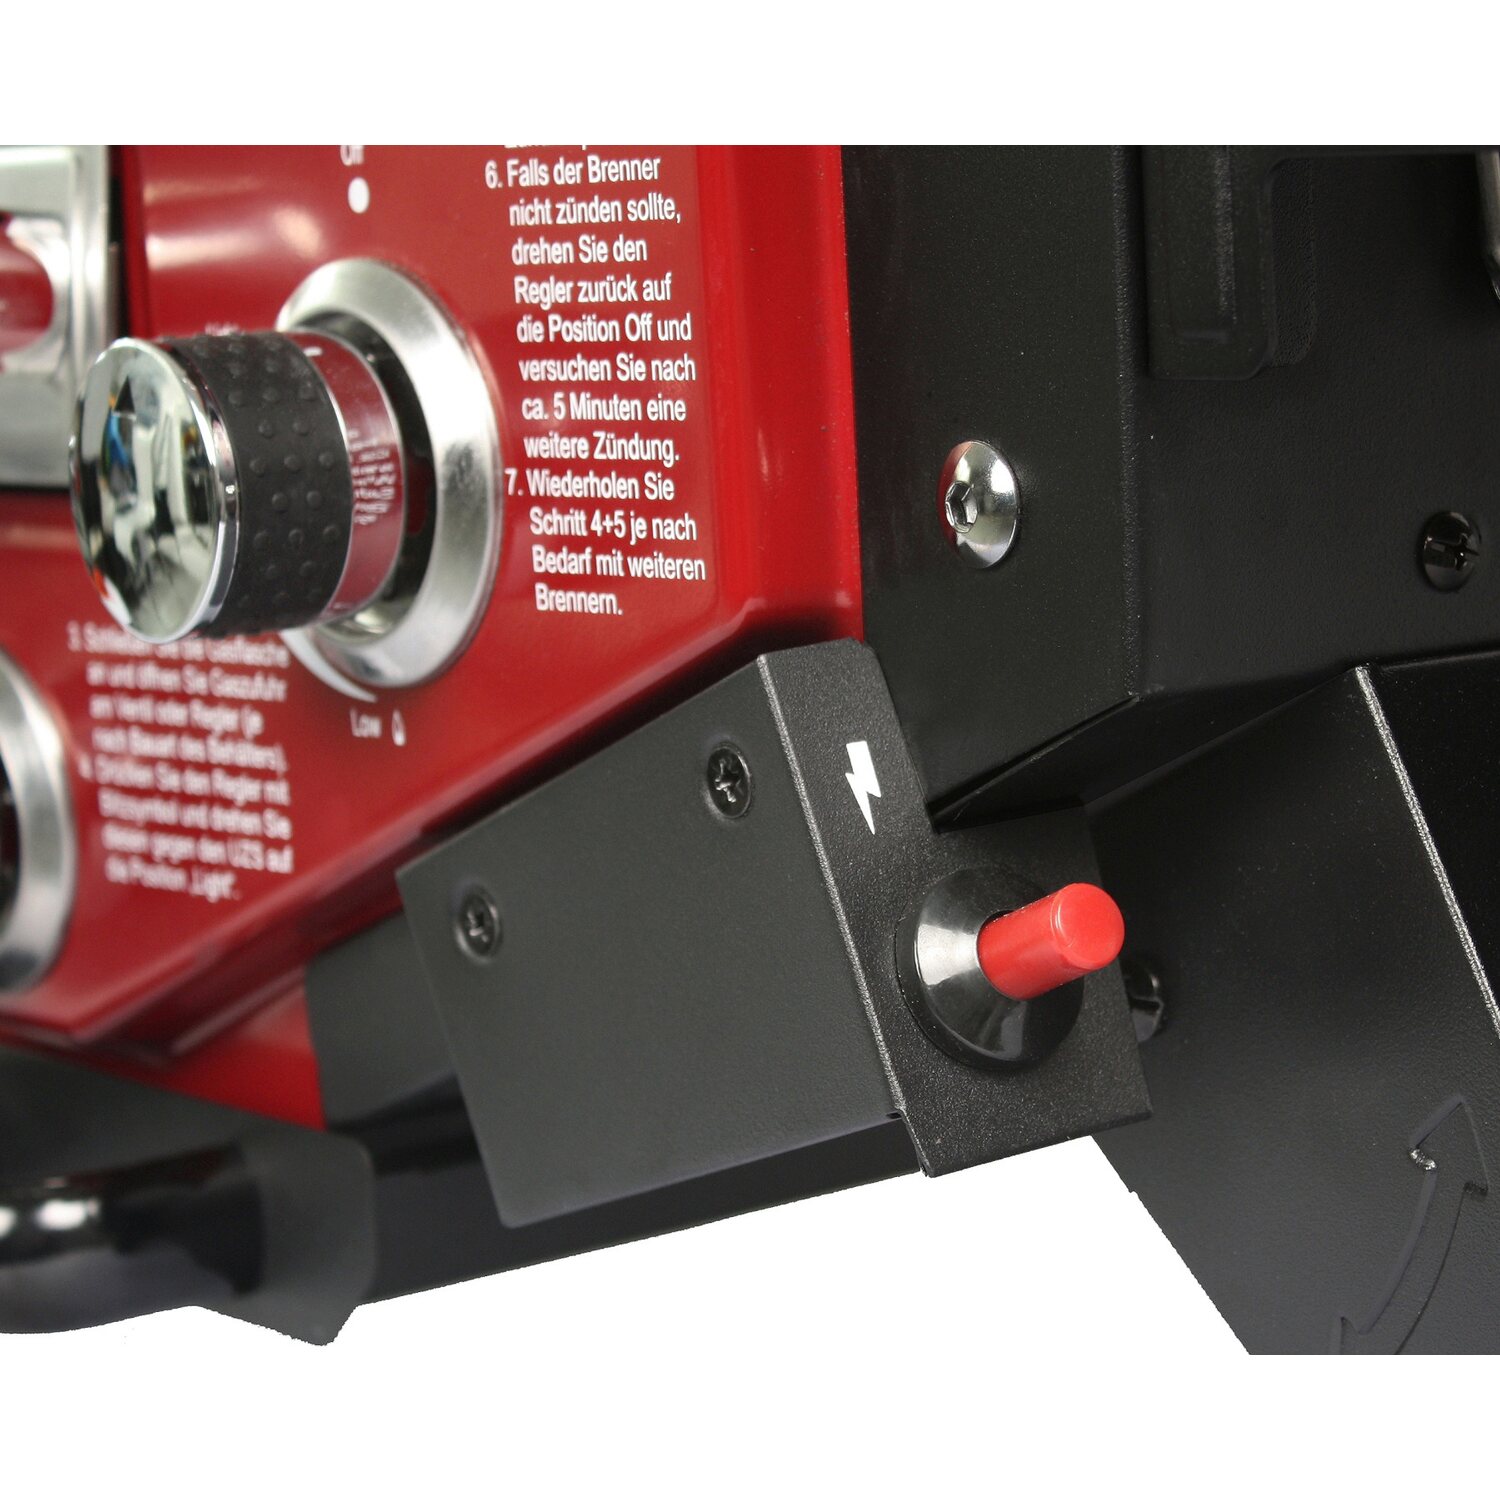 Off
6. Falls der Brenner
nicht zünden sollte,
drehen Sie den
Regler zurück auf
die Position Off und
versuchen Sie nach
ca. 5 Minuten eine
weitere Zündung.
7. Wiederholen Sie
Schritt 4+5 je nach
Bedarf mit weiteren
Brennern.
Low
3. Schließen Sie die Gasflasche
an und öffnen Sie Gaszufuhr
am Ventil oder Regler (je
nach Bauart des Behälters).
4. Drücken Sie den Regler mit
Blitzsymbol und drehen Sie
diesen gegen den UZS auf
die Position „Light“.